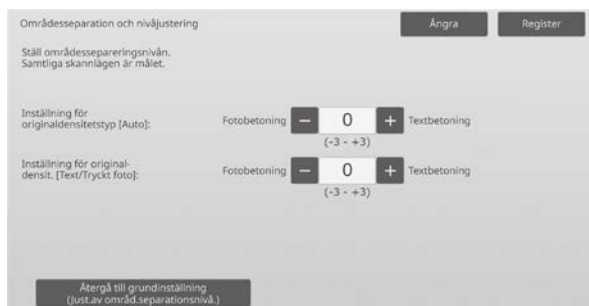 Områdesseparation och nivåjustering
Ångra
Register
Ställ områdessepareringsnivån.
Samtliga skannlägen är målet.
Inställning för
originaldensitetstyp [Auto]:
Fotobetoning − 0 + Textbetoning
(-3 - +3)
Inställning för original-
densit. [Text/Tryckt foto]:
Fotobetoning − 0 + Textbetoning
(-3 - +3)
Återgå till grundinställning
(Just.av områd.separationsnivå.)